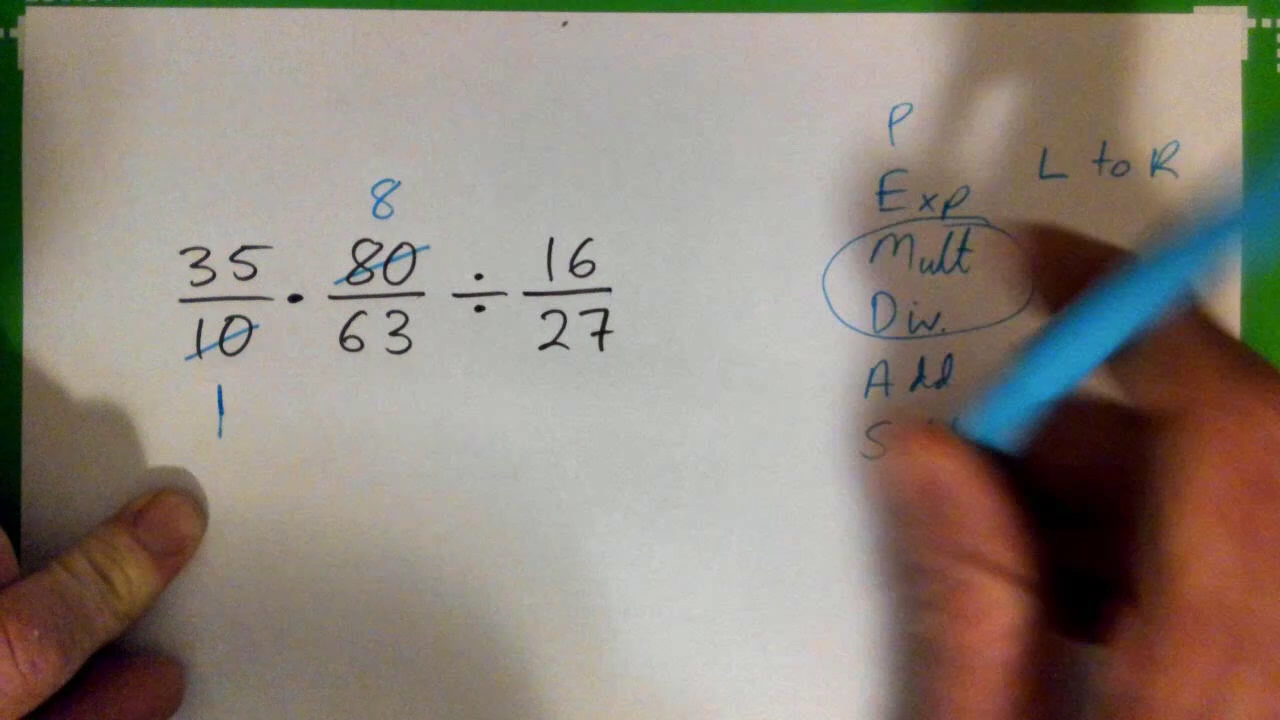 8
35/10 · 80/63 ÷ 16/27
1
P
Exp
L to R
Mult
Div.
Add